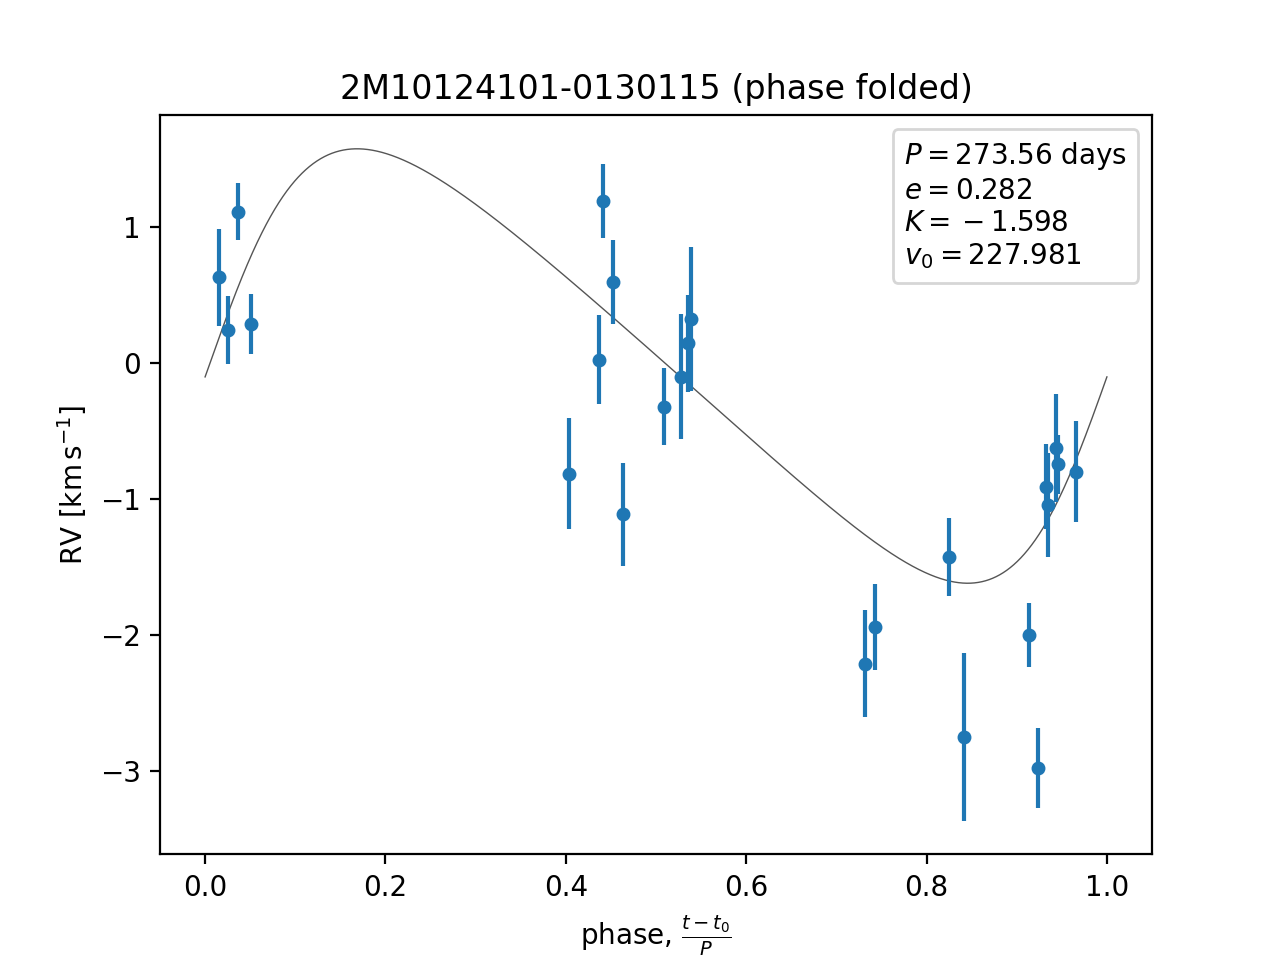 2M10124101-0130115 (phase folded)
P = 273.56 days
e = 0.282
K = −1.598
v₀ = 227.981
RV [km s⁻¹]
1
0
−1
−2
−3
0.0 0.2 0.4 0.6 0.8 1.0
phase, (t − t₀)/P